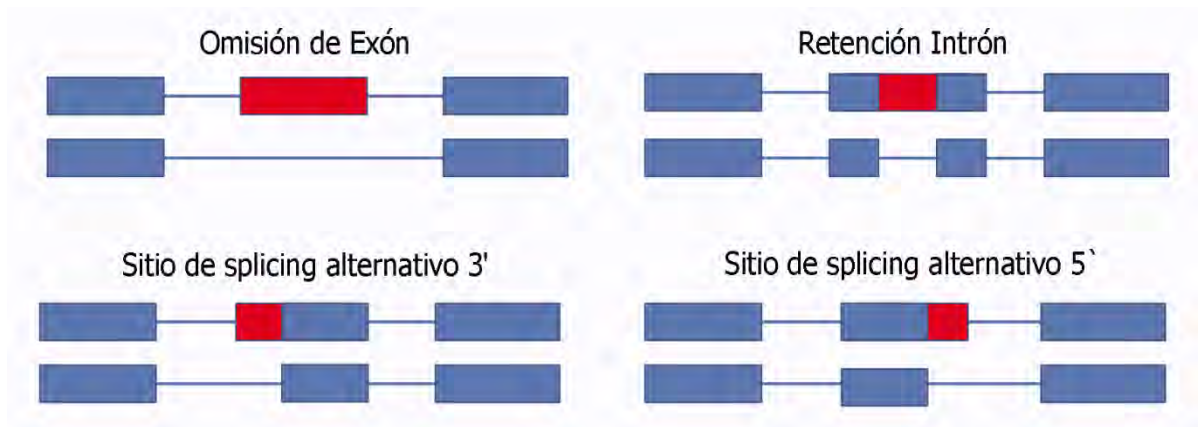 Omisión de Exón
Retención Intrón
Sitio de splicing alternativo 3'
Sitio de splicing alternativo 5`